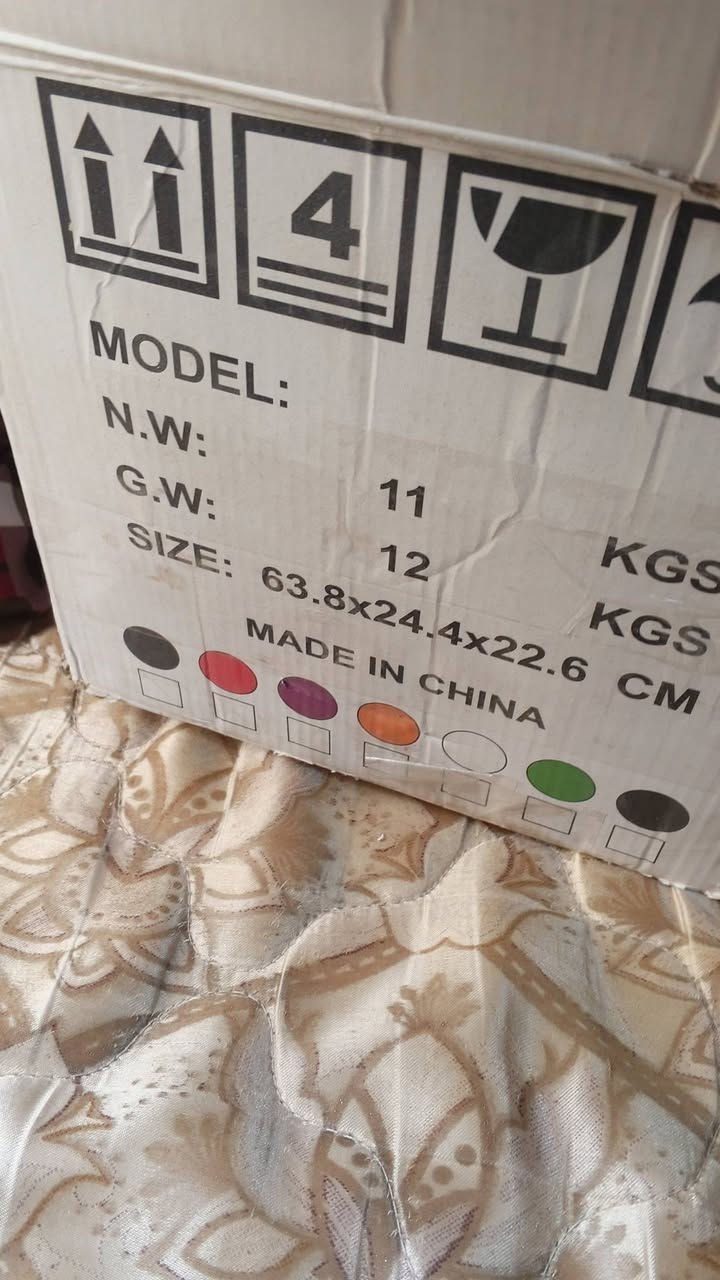 4
MODEL:
N.W: 11 KGS
G.W: 12 KGS
SIZE: 63.8x24.4x22.6 CM
MADE IN CHINA